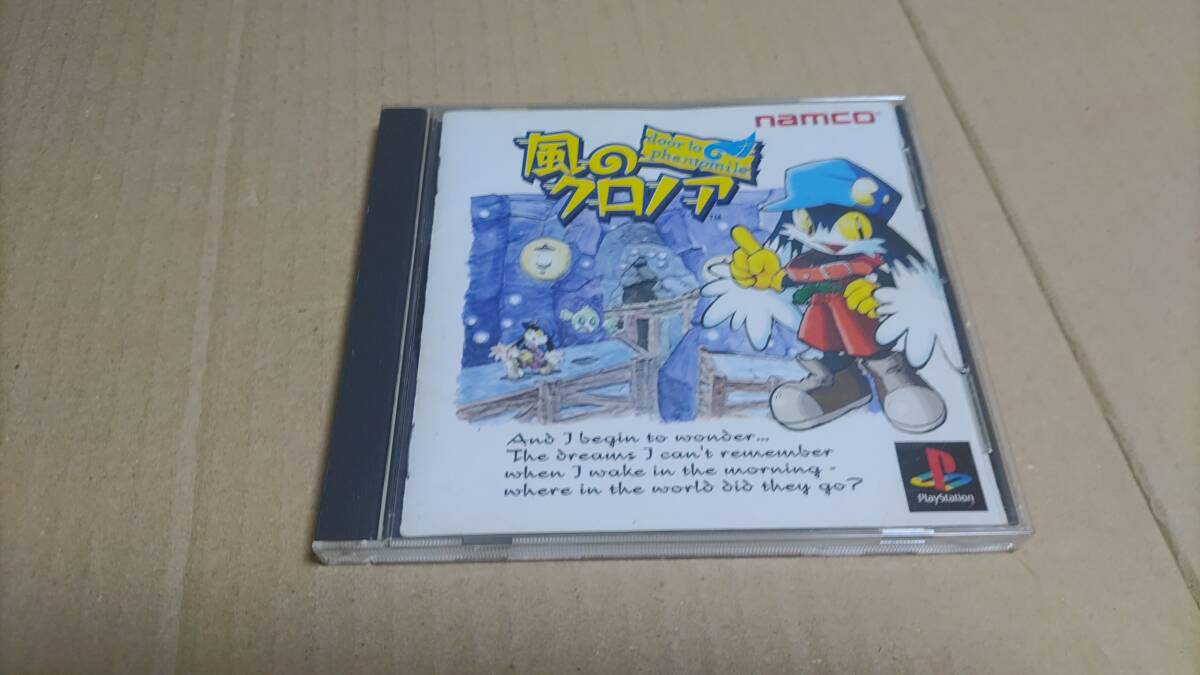 namco
風の
クロノア
door to
phantomile
TM
And I begin to wonder...
The dreams I can't remember
when I wake in the morning -
where in the world did they go?
PlayStation